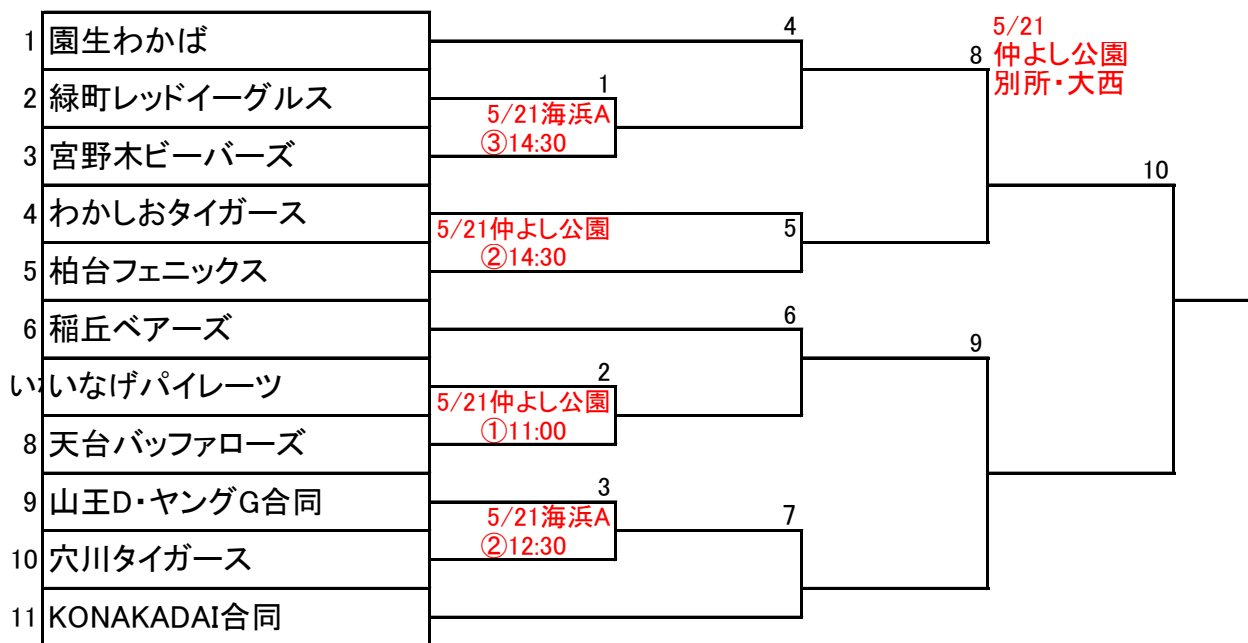 1 園生わかば
2 緑町レッドイーグルス
3 宮野木ビーバーズ
4 わかしおタイガース
5 柏台フェニックス
6 稲丘ベアーズ
い いなげパイレーツ
8 天台バッファローズ
9 山王D・ヤングG合同
10 穴川タイガース
11 KONAKADAI合同
1
5/21海浜A
③14:30
5/21仲よし公園
②14:30
2
5/21仲よし公園
①11:00
3
5/21海浜A
②12:30
4
5
6
7
8
5/21
仲よし公園
別所・大西
9
10